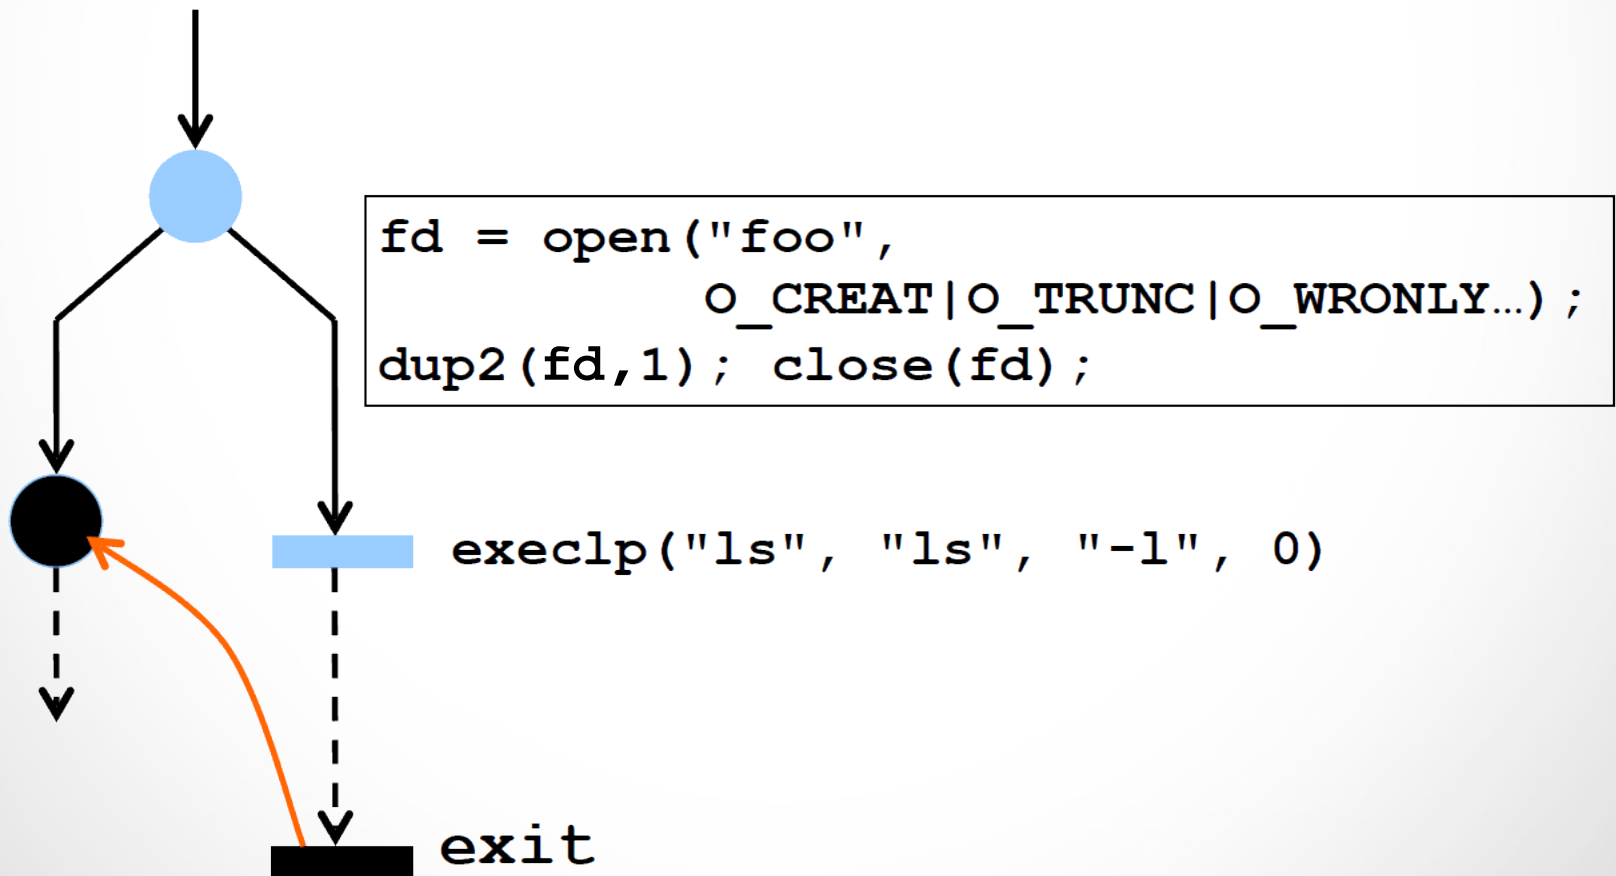 fd = open("foo",
O_CREAT|O_TRUNC|O_WRONLY…);
dup2(fd,1); close(fd);
execlp("ls", "ls", "-l", 0)
exit